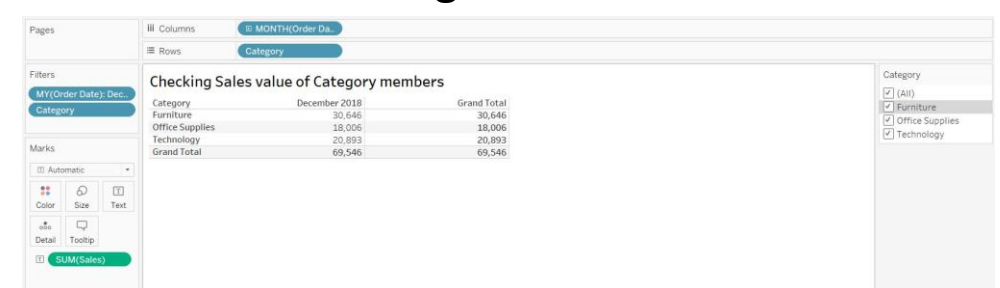 Pages
Columns
MONTH(Order Da..
Rows
Category
Filters
MY(Order Date): Dec..
Category
Marks
Automatic
Color Size Text
Detail Tooltip
SUM(Sales)
Checking Sales value of Category members
Category December 2018 Grand Total
Furniture 30,646 30,646
Office Supplies 18,006 18,006
Technology 20,893 20,893
Grand Total 69,546 69,546
Category
(All)
Furniture
Office Supplies
Technology